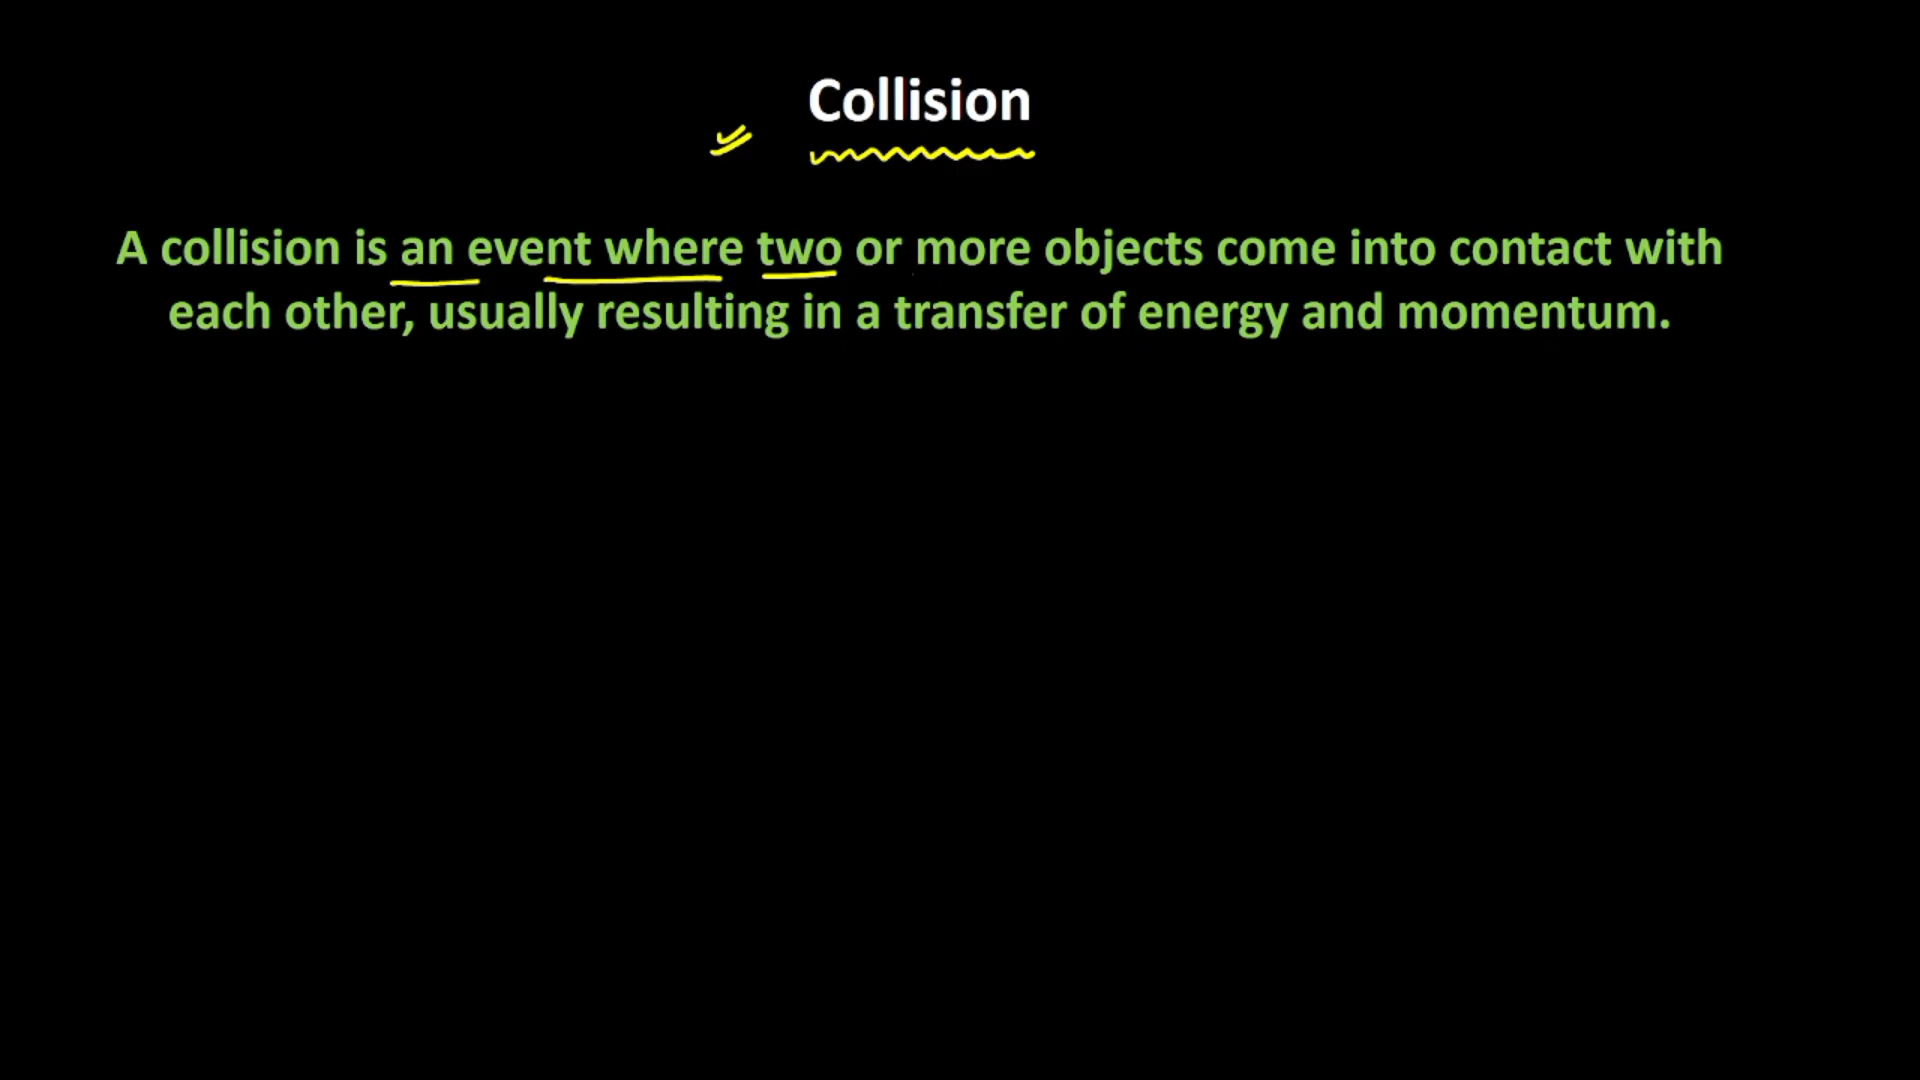 Collision
A collision is an event where two or more objects come into contact with
each other, usually resulting in a transfer of energy and momentum.